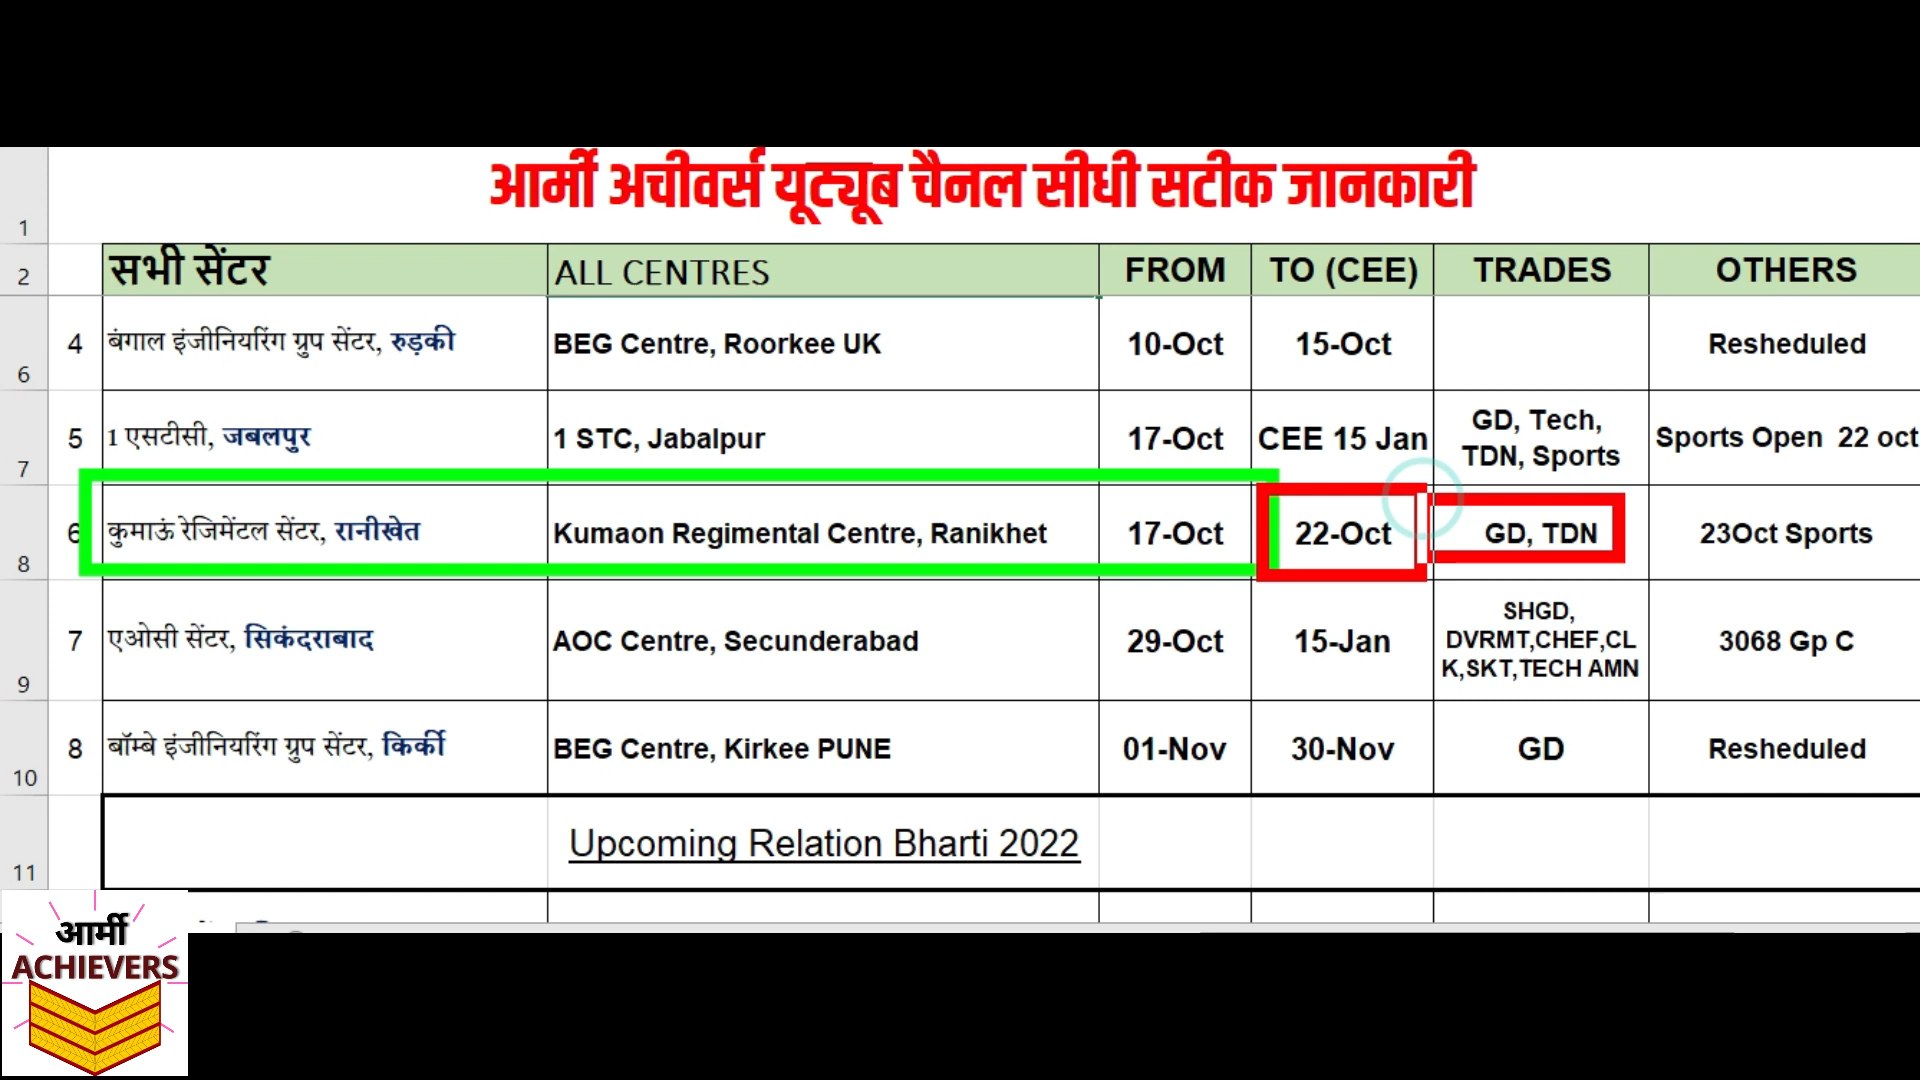 आर्मी अचीवर्स यूट्यूब चैनल सीधी सटीक जानकारी
1
2 सभी सेंटर ALL CENTRES FROM TO (CEE) TRADES OTHERS
6 4 बंगाल इंजीनियरिंग ग्रुप सेंटर, रुड़की BEG Centre, Roorkee UK 10-Oct 15-Oct Resheduled
7 5 1 एसटीसी, जबलपुर 1 STC, Jabalpur 17-Oct CEE 15 Jan GD, Tech, TDN, Sports Sports Open 22 oct
8 6 कुमाऊं रेजिमेंटल सेंटर, रानीखेत Kumaon Regimental Centre, Ranikhet 17-Oct 22-Oct GD, TDN 23Oct Sports
9 7 एओसी सेंटर, सिकंदराबाद AOC Centre, Secunderabad 29-Oct 15-Jan SHGD, DVRMT,CHEF,CLK,SKT,TECH AMN 3068 Gp C
10 8 बॉम्बे इंजीनियरिंग ग्रुप सेंटर, किर्की BEG Centre, Kirkee PUNE 01-Nov 30-Nov GD Resheduled
11 Upcoming Relation Bharti 2022
आर्मी
ACHIEVERS